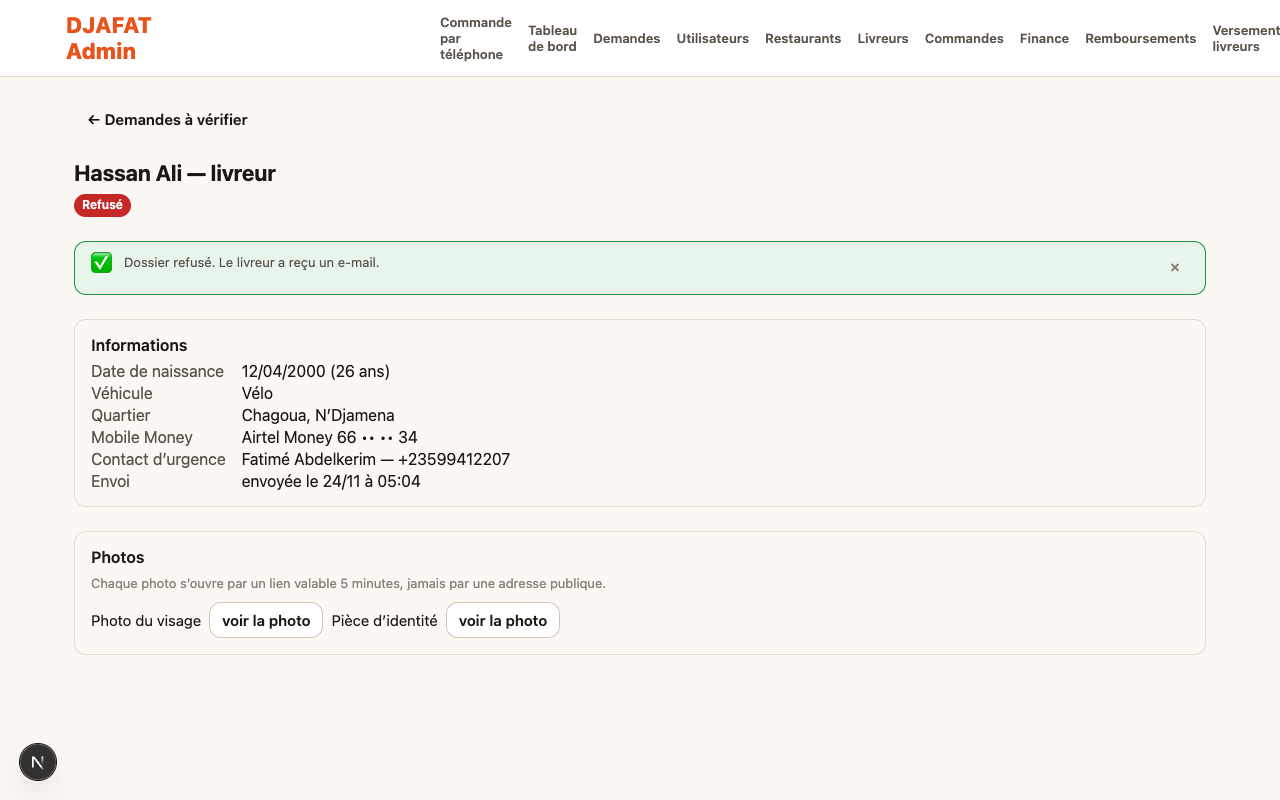 DJAFAT
Admin
Commande
par
téléphone
Tableau
de bord
Demandes
Utilisateurs
Restaurants
Livreurs
Commandes
Finance
Remboursements
Versement
livreurs
← Demandes à vérifier
Hassan Ali — livreur
Refusé
Dossier refusé. Le livreur a reçu un e-mail.
×
Informations
Date de naissance 12/04/2000 (26 ans)
Véhicule Vélo
Quartier Chagoua, N’Djamena
Mobile Money Airtel Money 66 •• •• 34
Contact d’urgence Fatimé Abdelkerim — +23599412207
Envoi envoyée le 24/11 à 05:04
Photos
Chaque photo s’ouvre par un lien valable 5 minutes, jamais par une adresse publique.
Photo du visage voir la photo Pièce d’identité voir la photo
N